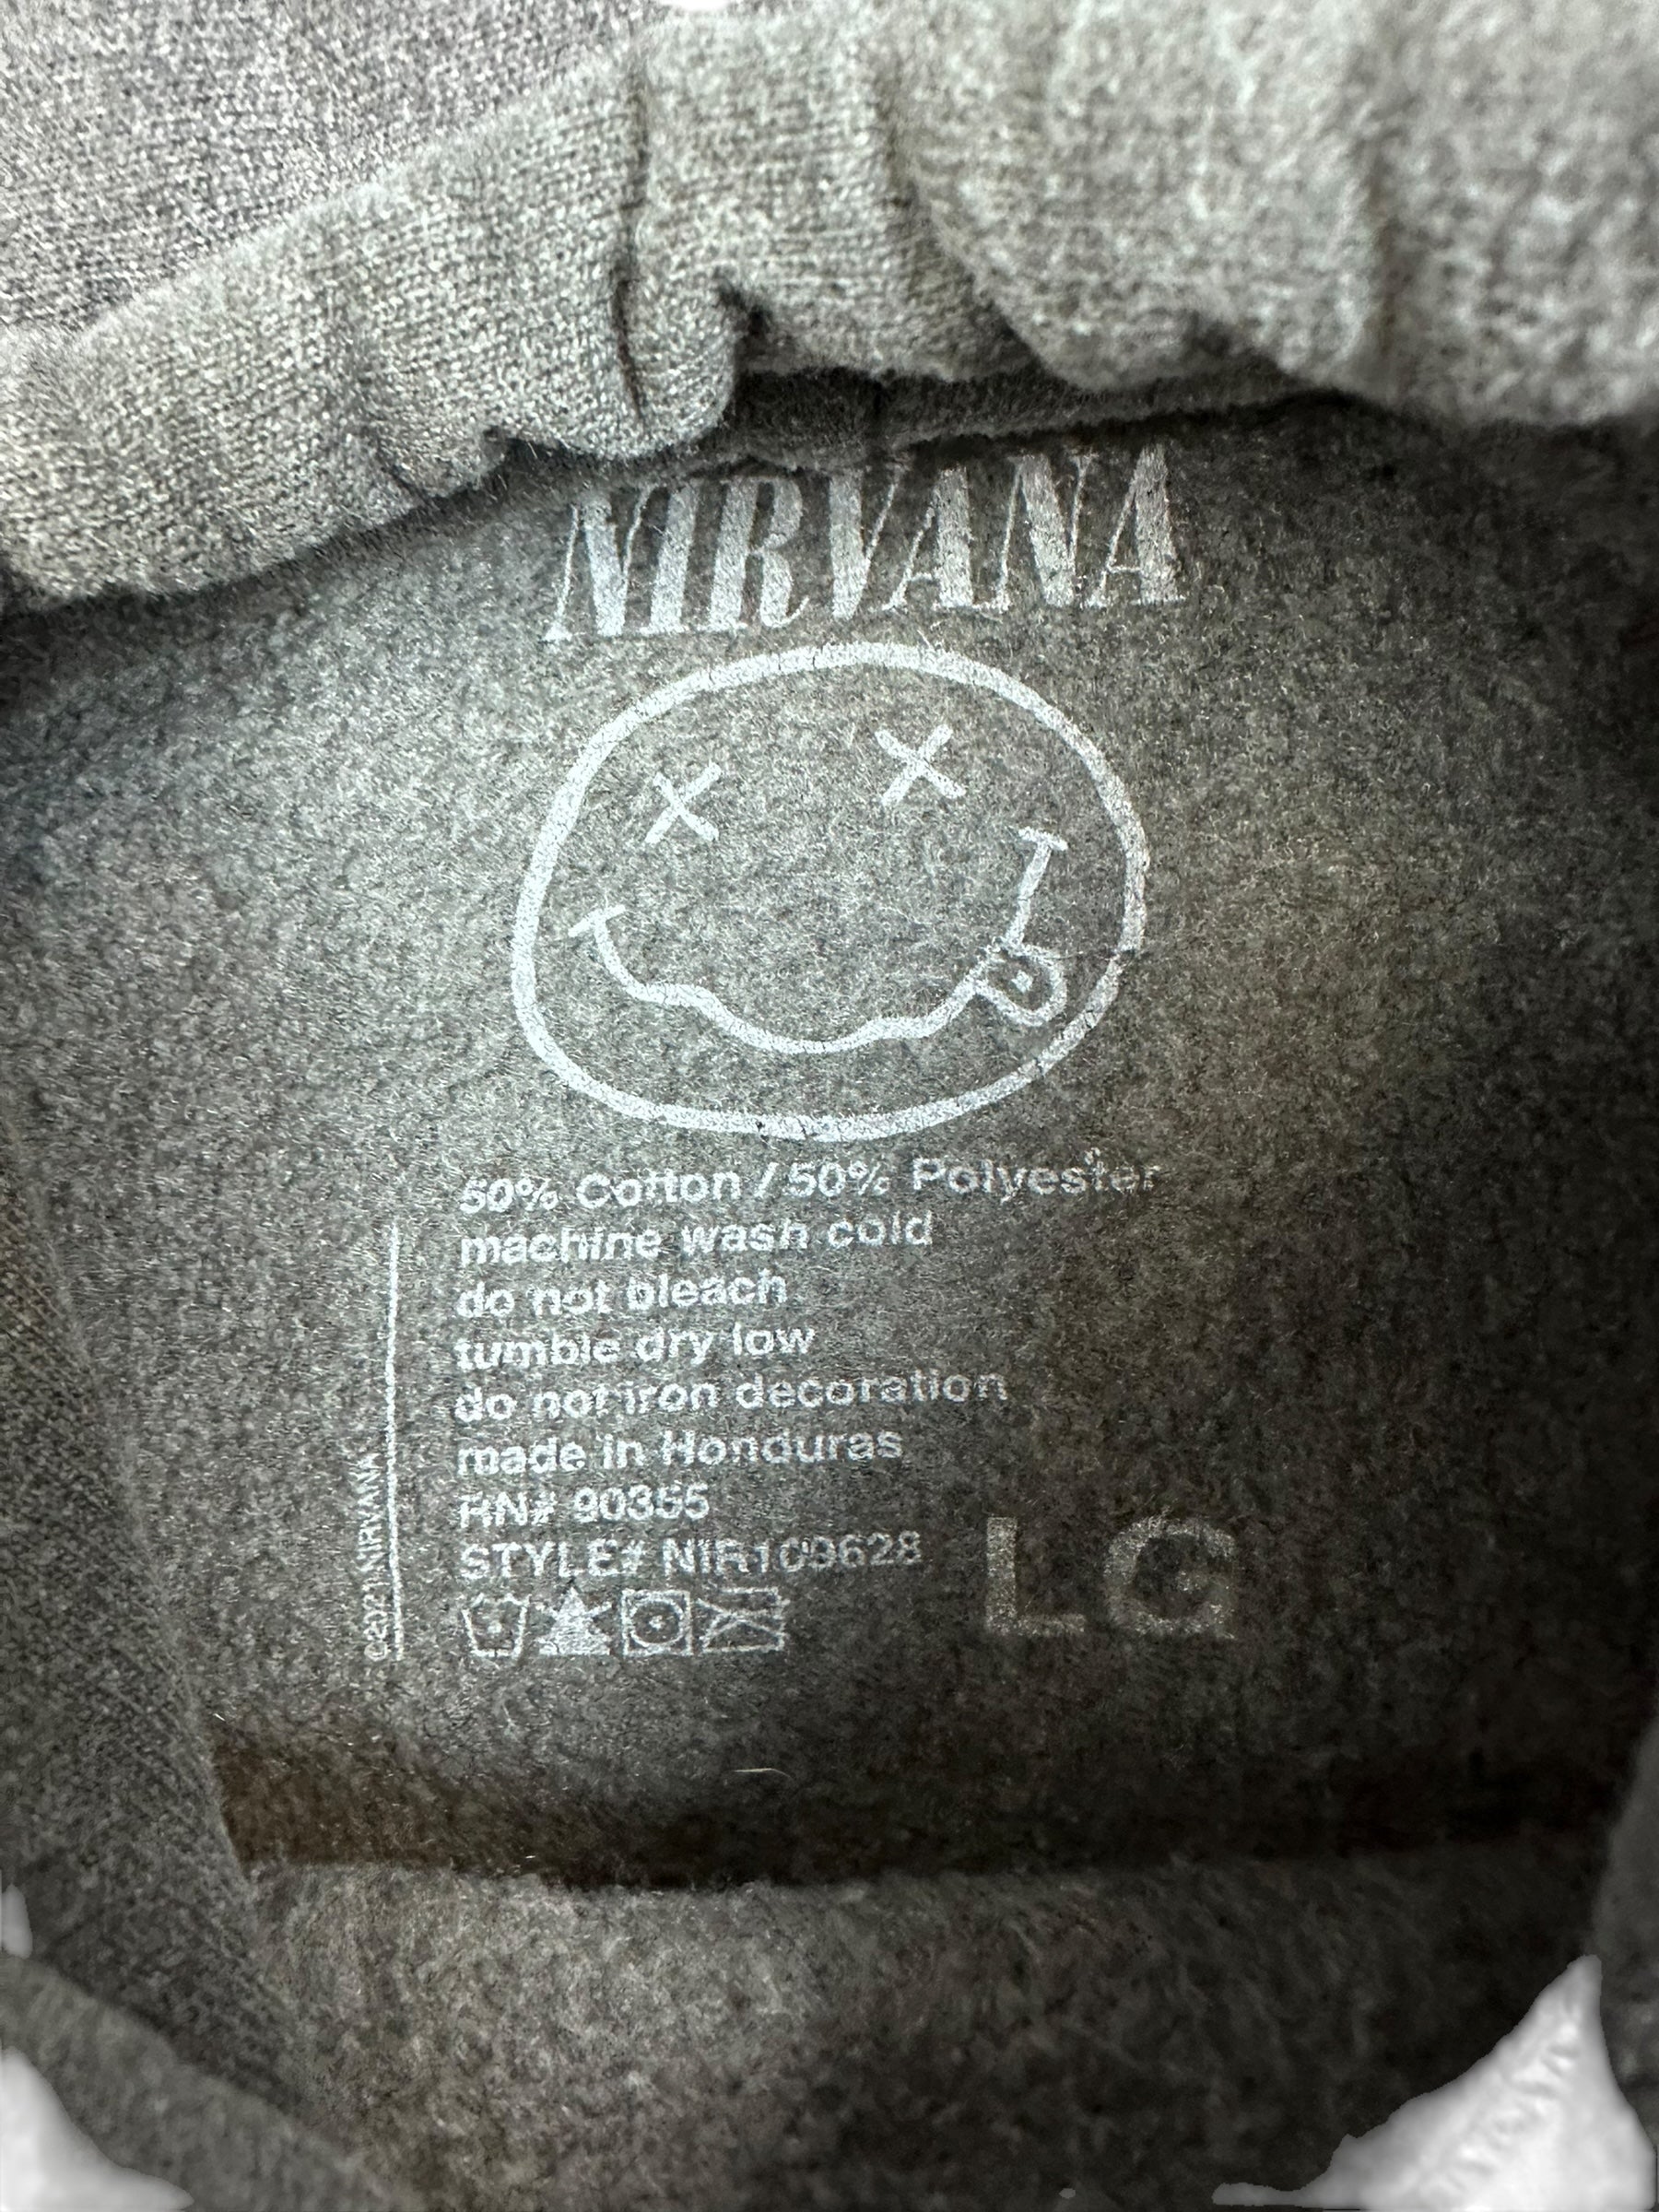 NIRVANA
50% Cotton / 50% Polyester
machine wash cold
do not bleach
tumble dry low
do not iron decoration
made in Honduras
RN# 90355
STYLE# NIR109628
LG
©2021 NIRVANA